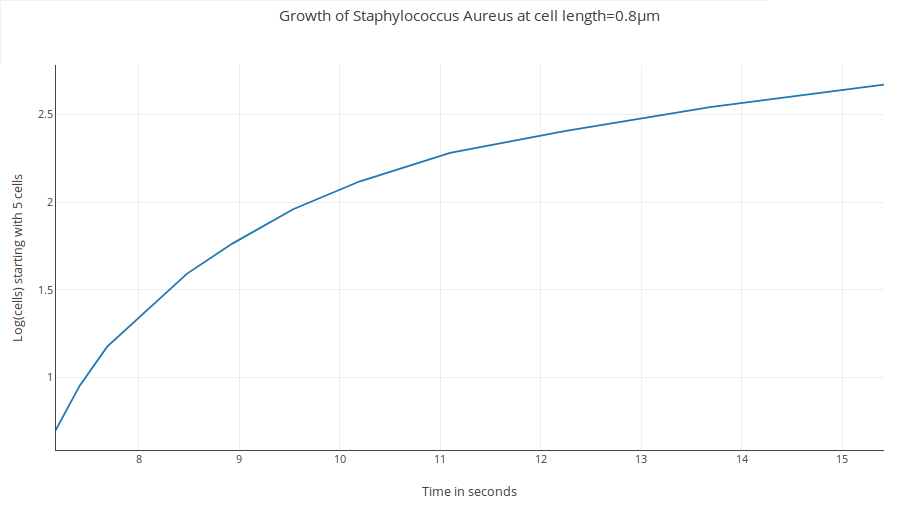 Growth of Staphylococcus Aureus at cell length=0.8μm
2.5
2
1.5
1
Log(cells) starting with 5 cells
8 9 10 11 12 13 14 15
Time in seconds